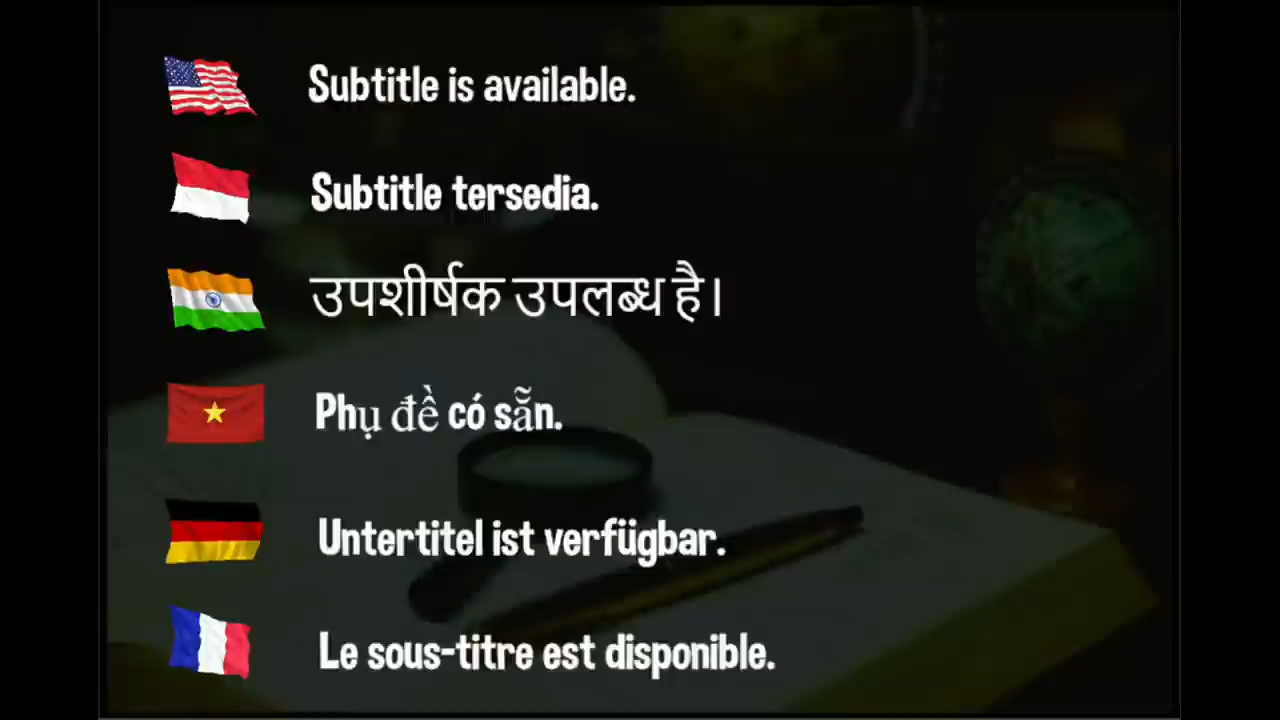 Subtitle is available.
Subtitle tersedia.
उपशीर्षक उपलब्ध है।
Phụ đề có sẵn.
Untertitel ist verfügbar.
Le sous-titre est disponible.